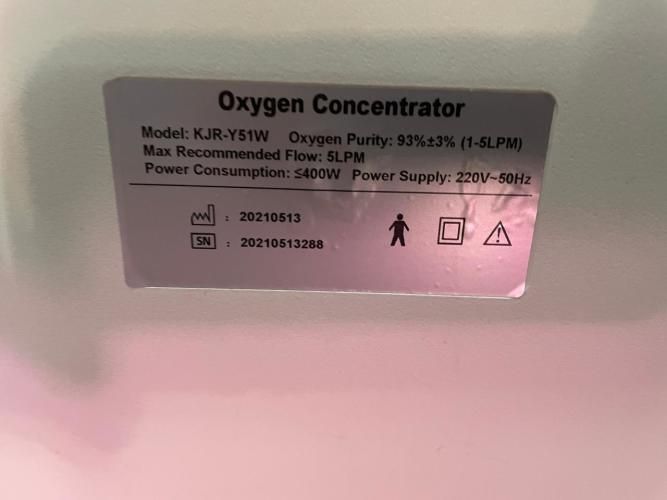 Oxygen Concentrator
Model: KJR-Y51W Oxygen Purity: 93%±3% (1-5LPM)
Max Recommended Flow: 5LPM
Power Consumption: ≤400W Power Supply: 220V~50Hz
: 20210513
SN : 20210513288